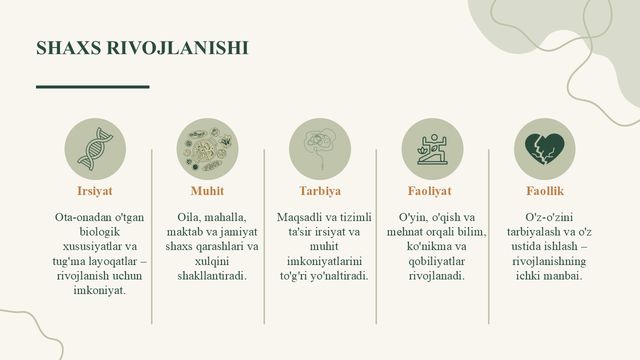 SHAXS RIVOJLANISHI
Irsiyat
Ota-onadan o'tgan
biologik
xususiyatlar va
tug'ma layoqatlar –
rivojlanish uchun
imkoniyat.
Muhit
Oila, mahalla,
maktab va jamiyat
shaxs qarashlari va
xulqini
shakllantiradi.
Tarbiya
Maqsadli va tizimli
ta'sir irsiyat va
muhit
imkoniyatlarini
to'g'ri yo'naltiradi.
Faoliyat
O'yin, o'qish va
mehnat orqali bilim,
ko'nikma va
qobiliyatlar
rivojlanadi.
Faollik
O'z-o'zini
tarbiyalash va o'z
ustida ishlash –
rivojlanishning
ichki manbai.